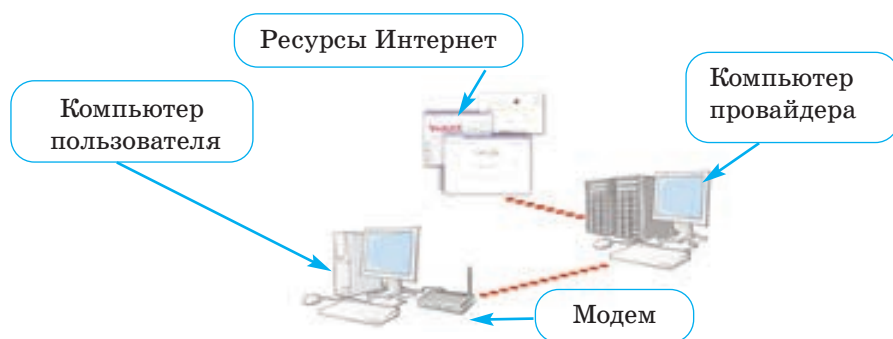 Ресурсы Интернет
Компьютер
провайдера
Компьютер
пользователя
Модем